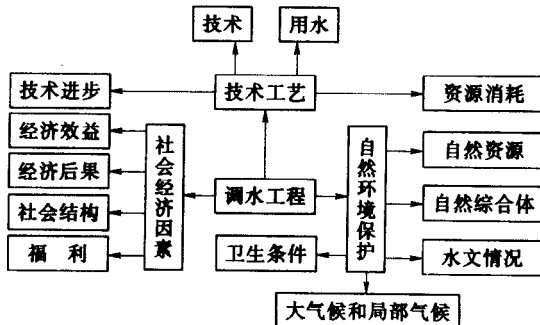 技术
用水
技术进步
技术工艺
资源消耗
经济效益
经济后果
社会结构
福 利
社会经济因素
调水工程
自然环境保护
自然资源
自然综合体
水文情况
卫生条件
大气候和局部气候